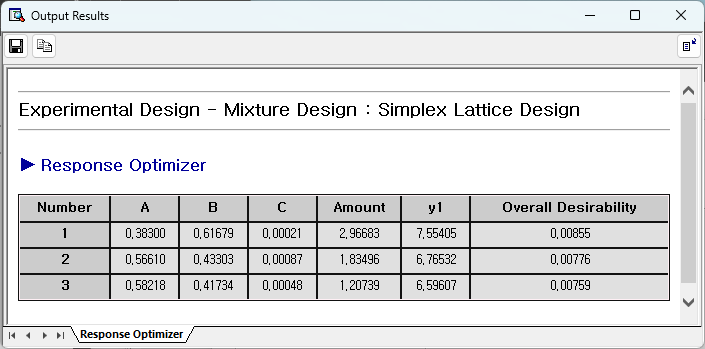 Output Results
Experimental Design - Mixture Design : Simplex Lattice Design
► Response Optimizer
Number A B C Amount y1 Overall Desirability
1 0,38300 0,61679 0,00021 2,96683 7,55405 0,00855
2 0,56610 0,43303 0,00087 1,83496 6,76532 0,00776
3 0,58218 0,41734 0,00048 1,20739 6,59607 0,00759
Response Optimizer